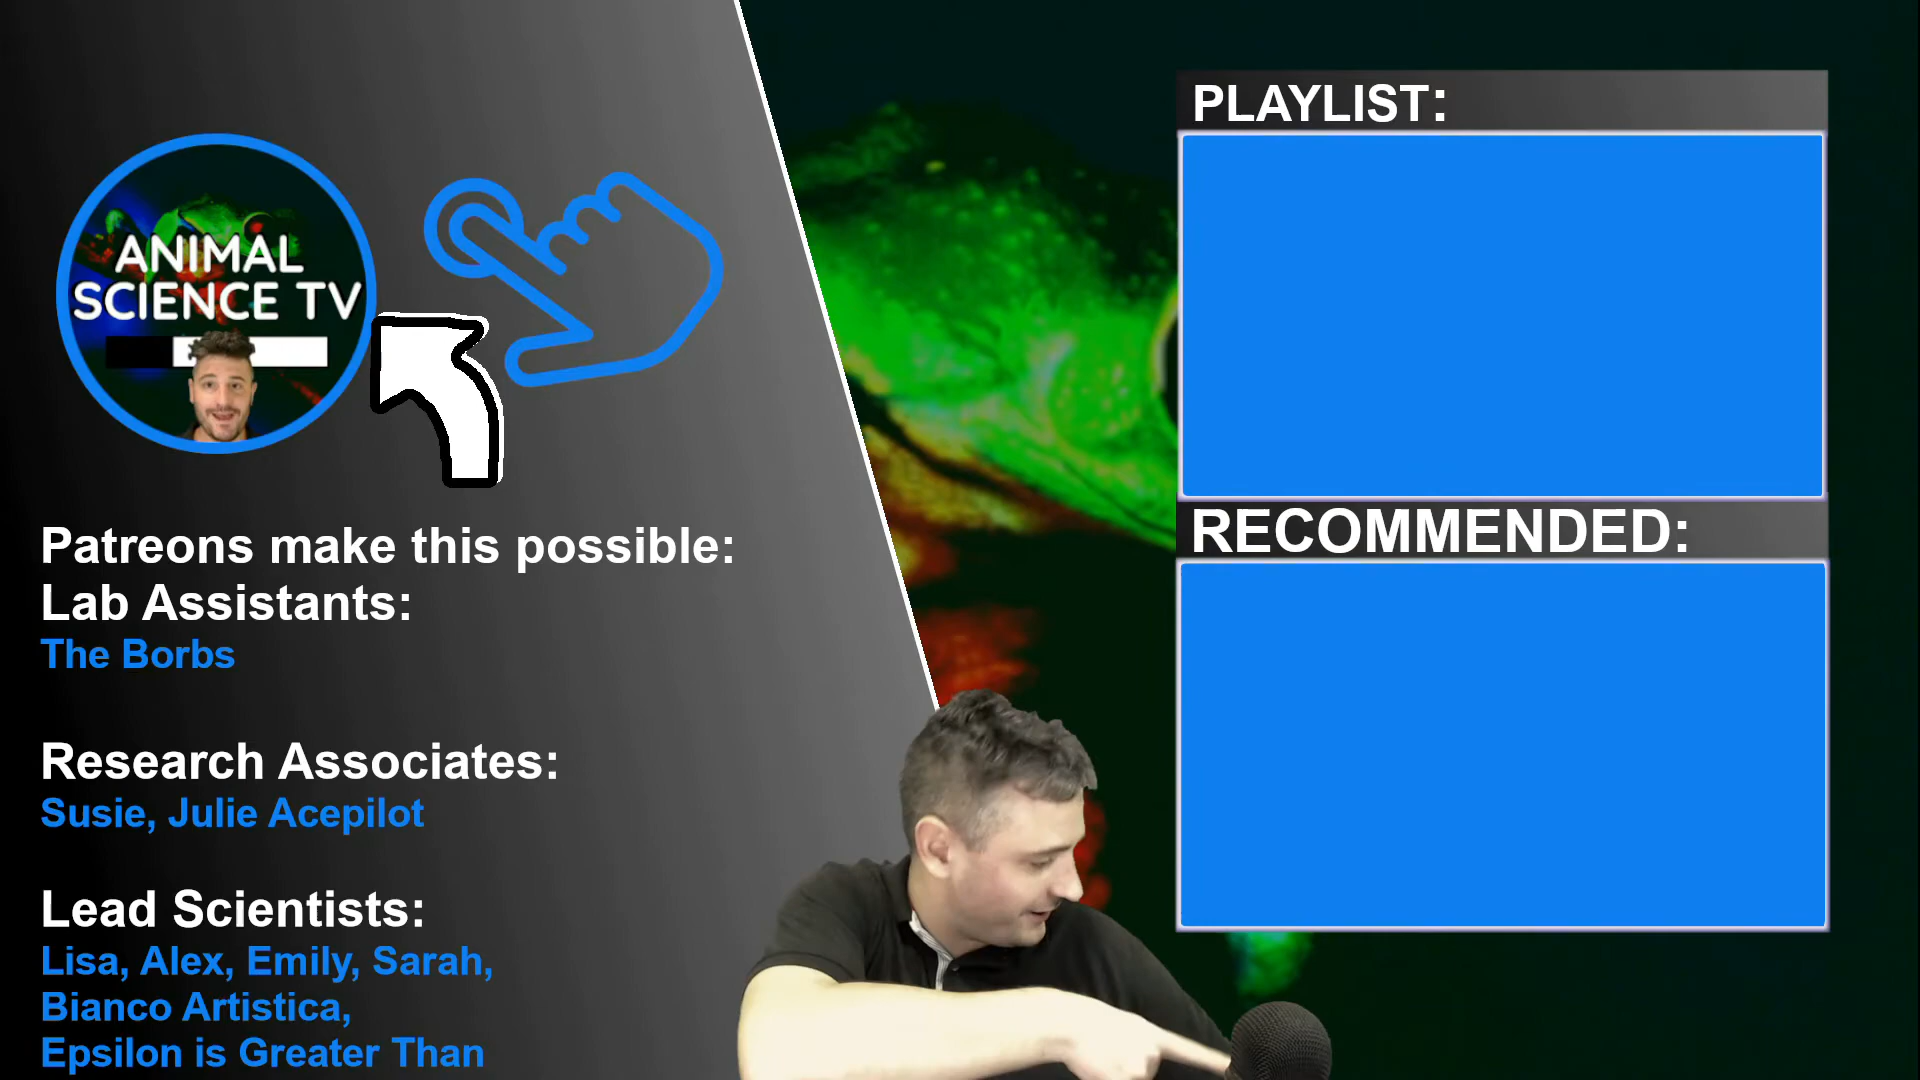 ANIMAL
SCIENCE TV
Patreons make this possible:
Lab Assistants:
The Borbs
Research Associates:
Susie, Julie Acepilot
Lead Scientists:
Lisa, Alex, Emily, Sarah,
Bianco Artistica,
Epsilon is Greater Than
PLAYLIST:
RECOMMENDED: